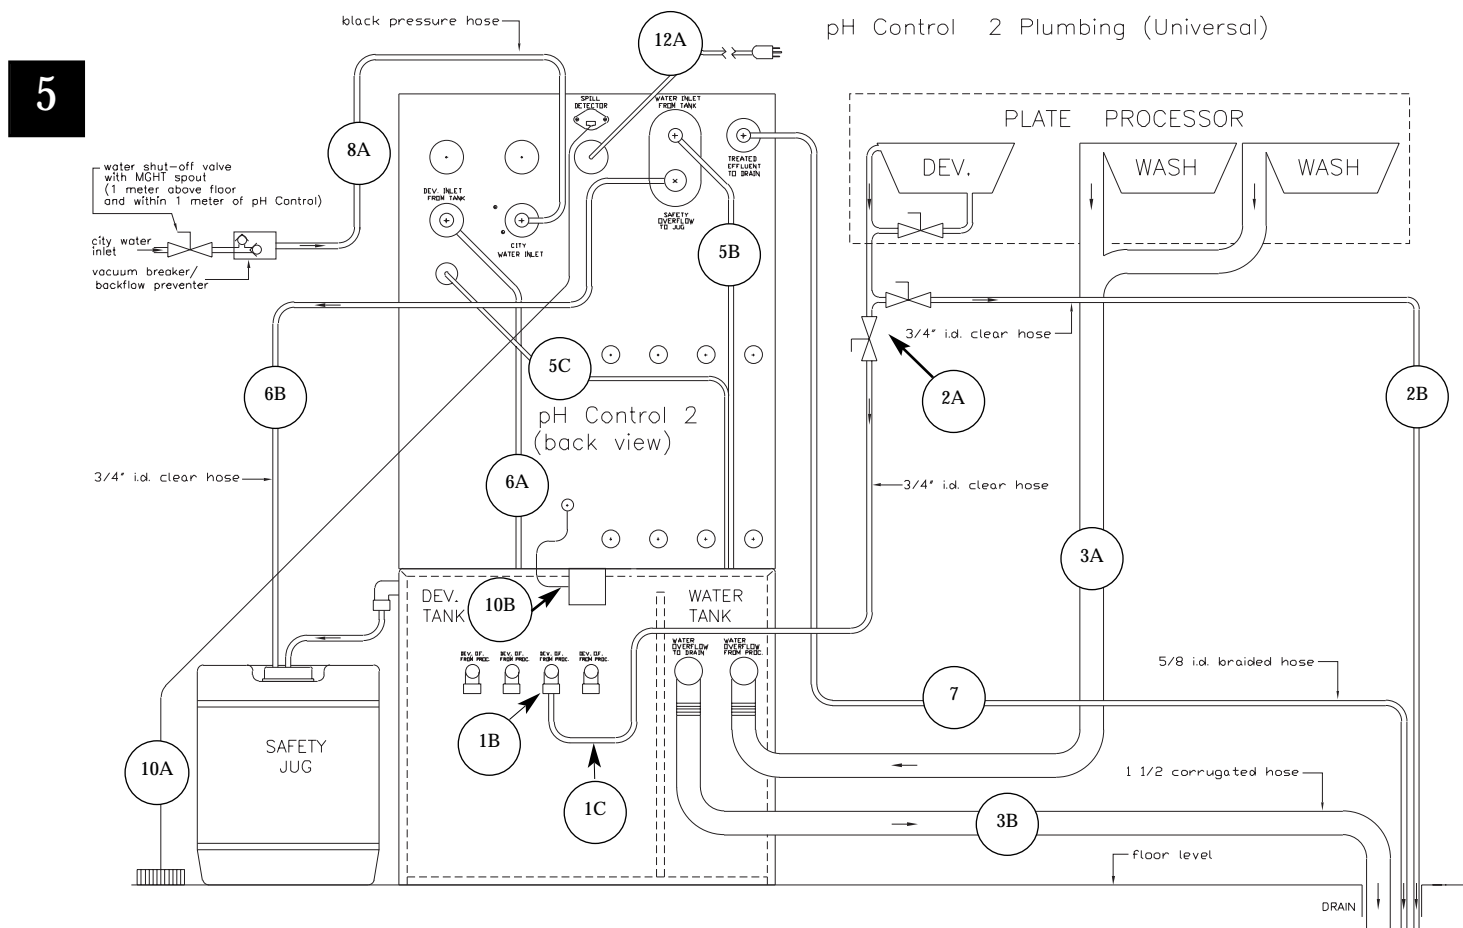 black pressure hose
12A
pH Control 2 Plumbing (Universal)
5
SPILL
DETECTOR
WATER INLET
FROM TANK
PLATE PROCESSOR
8A
water shut-off valve
with MGHT spout
(1 meter above floor
and within 1 meter of pH Control)
TREATED
EFFLUENT
TO DRAIN
DEV.
WASH
WASH
DEV. INLET
FROM TANK
SAFETY
OVERFLOW
TO JUG
city water
inlet
CITY
WATER INLET
5B
vacuum breaker/
backflow preventer
3/4" i.d. clear hose
5C
6B
2A
2B
pH Control 2
(back view)
3/4" i.d. clear hose
6A
3/4" i.d. clear hose
3A
DEV.
TANK
10B
WATER
TANK
DEV. OF.
FROM PROC.
DEV. OF.
FROM PROC.
DEV. OF.
FROM PROC.
DEV. OF.
FROM PROC.
WATER
OVERFLOW
TO DRAIN
WATER
OVERFLOW
FROM PROC.
5/8 i.d. braided hose
7
1B
SAFETY
JUG
10A
1 1/2 corrugated hose
1C
3B
floor level
DRAIN